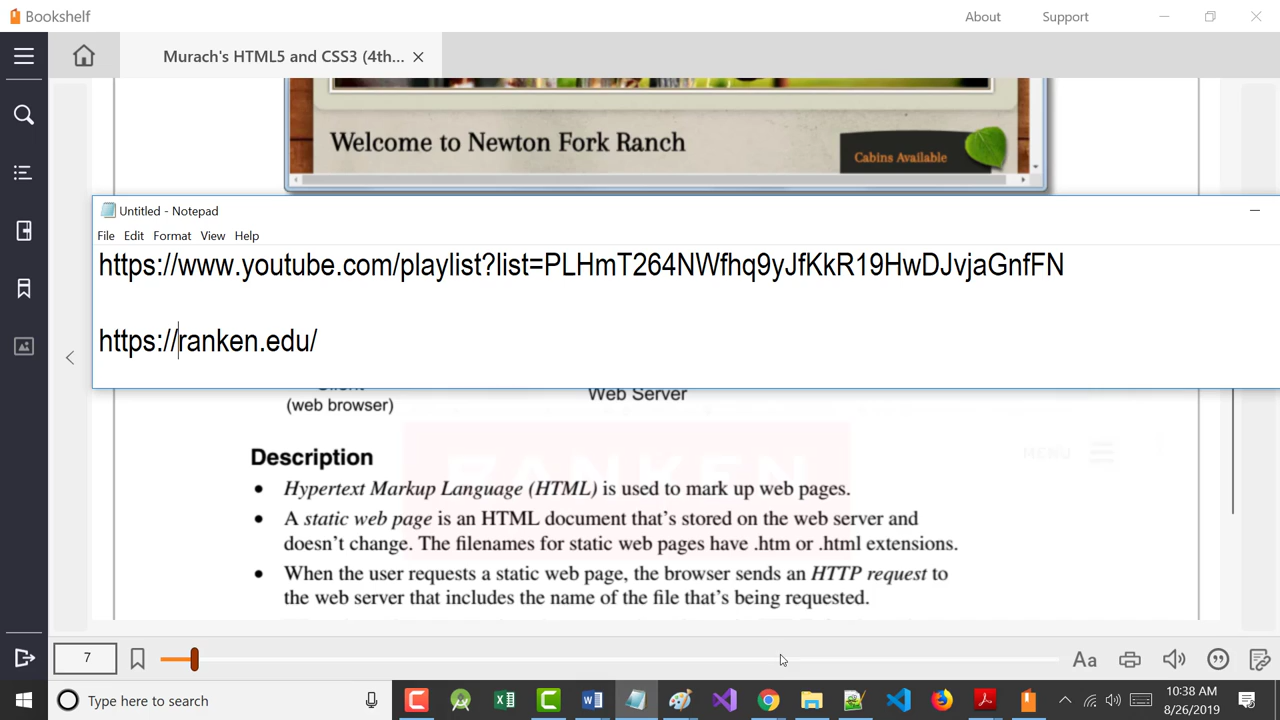 Bookshelf
About
Support
Murach's HTML5 and CSS3 (4th...
Welcome to Newton Fork Ranch
Cabins Available
Untitled - Notepad
File Edit Format View Help
https://www.youtube.com/playlist?list=PLHmT264NWfhq9yJfKkR19HwDJvjaGnfFN
https://ranken.edu/
(web browser)
Web Server
RANKEN
MENU
Description
• Hypertext Markup Language (HTML) is used to mark up web pages.
• A static web page is an HTML document that's stored on the web server and
doesn't change. The filenames for static web pages have .htm or .html extensions.
• When the user requests a static web page, the browser sends an HTTP request to
the web server that includes the name of the file that's being requested.
7
Aa
Type here to search
10:38 AM
8/26/2019